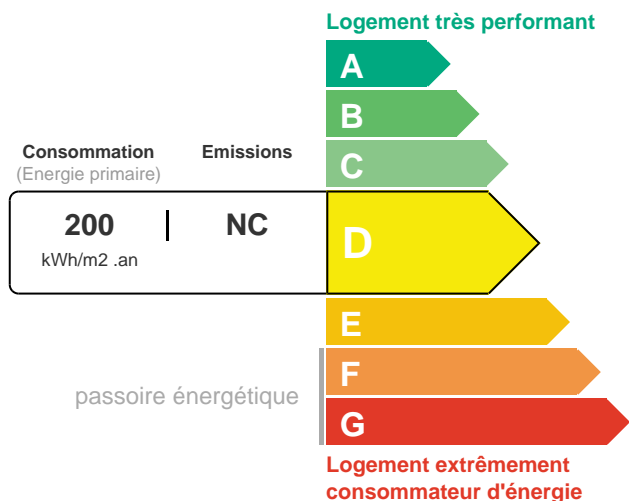 Logement très performant
A
B
C
Consommation
(Energie primaire)
Emissions
200
kWh/m2 .an
NC
D
E
F
G
passoire énergétique
Logement extrêmement
consommateur d'énergie